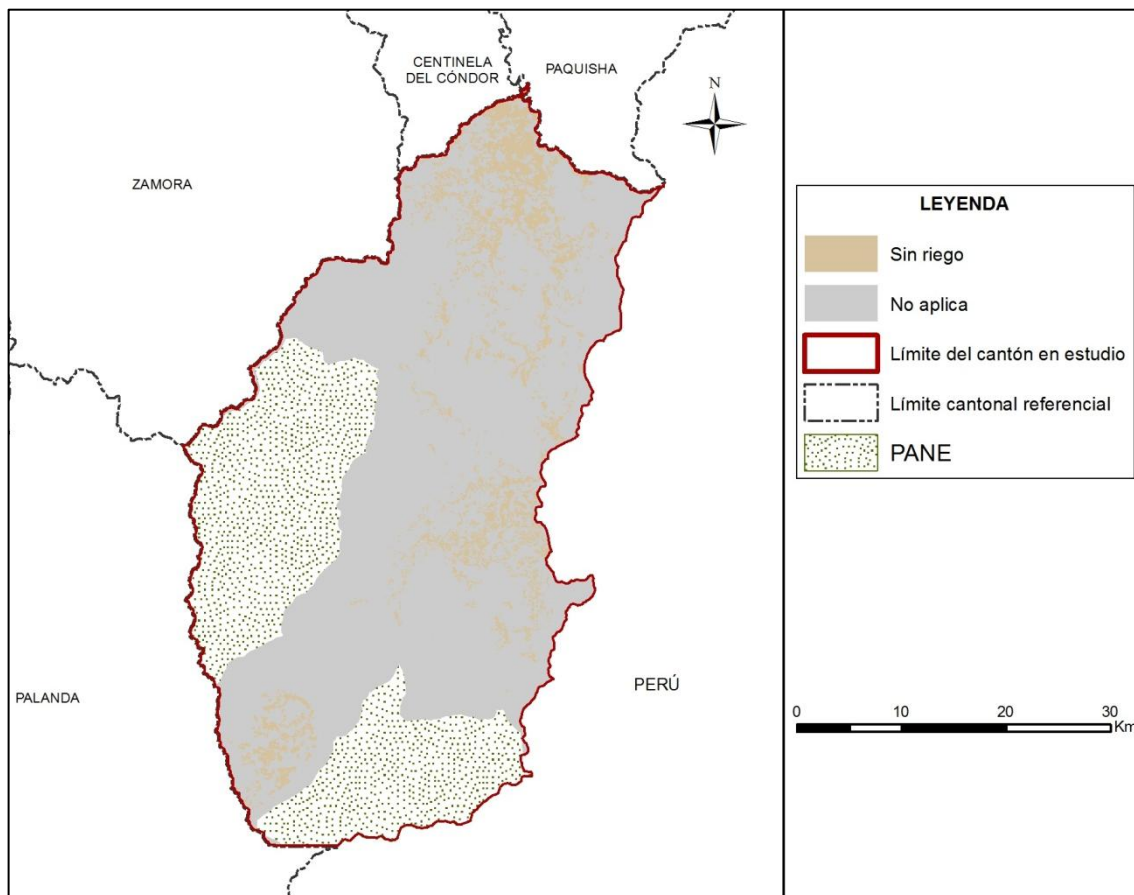 CENTINELA
DEL CÓNDOR
PAQUISHA
N
ZAMORA
PALANDA
PERÚ
LEYENDA
Sin riego
No aplica
Límite del cantón en estudio
Límite cantonal referencial
PANE
0 10 20 30
Km